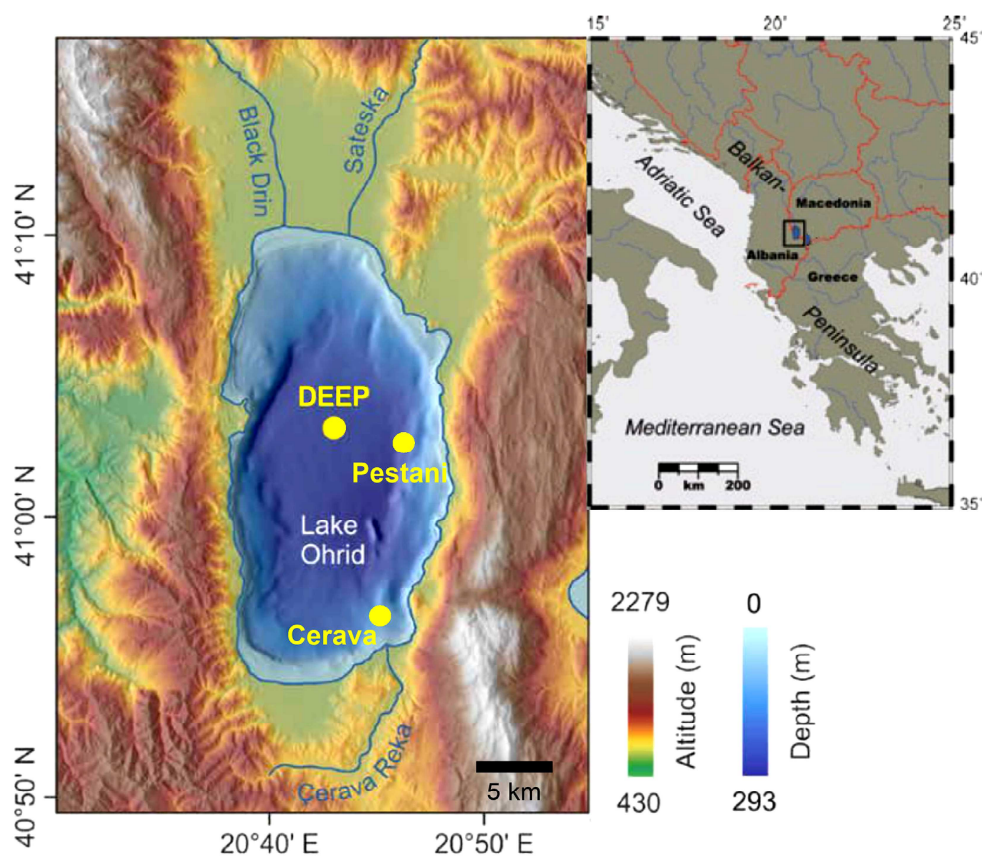 15'
20'
25'
45'
40'
35'
41°10' N
41°00' N
40°50' N
20°40' E
20°50' E
Black Drin
Sateska
DEEP
Pestani
Lake
Ohrid
Cerava
Cerava Reka
5 km
Adriatic Sea
Balkan-
Macedonia
Albania
Greece
Peninsula
Mediterranean Sea
0 km 200
2279
Altitude (m)
430
0
Depth (m)
293